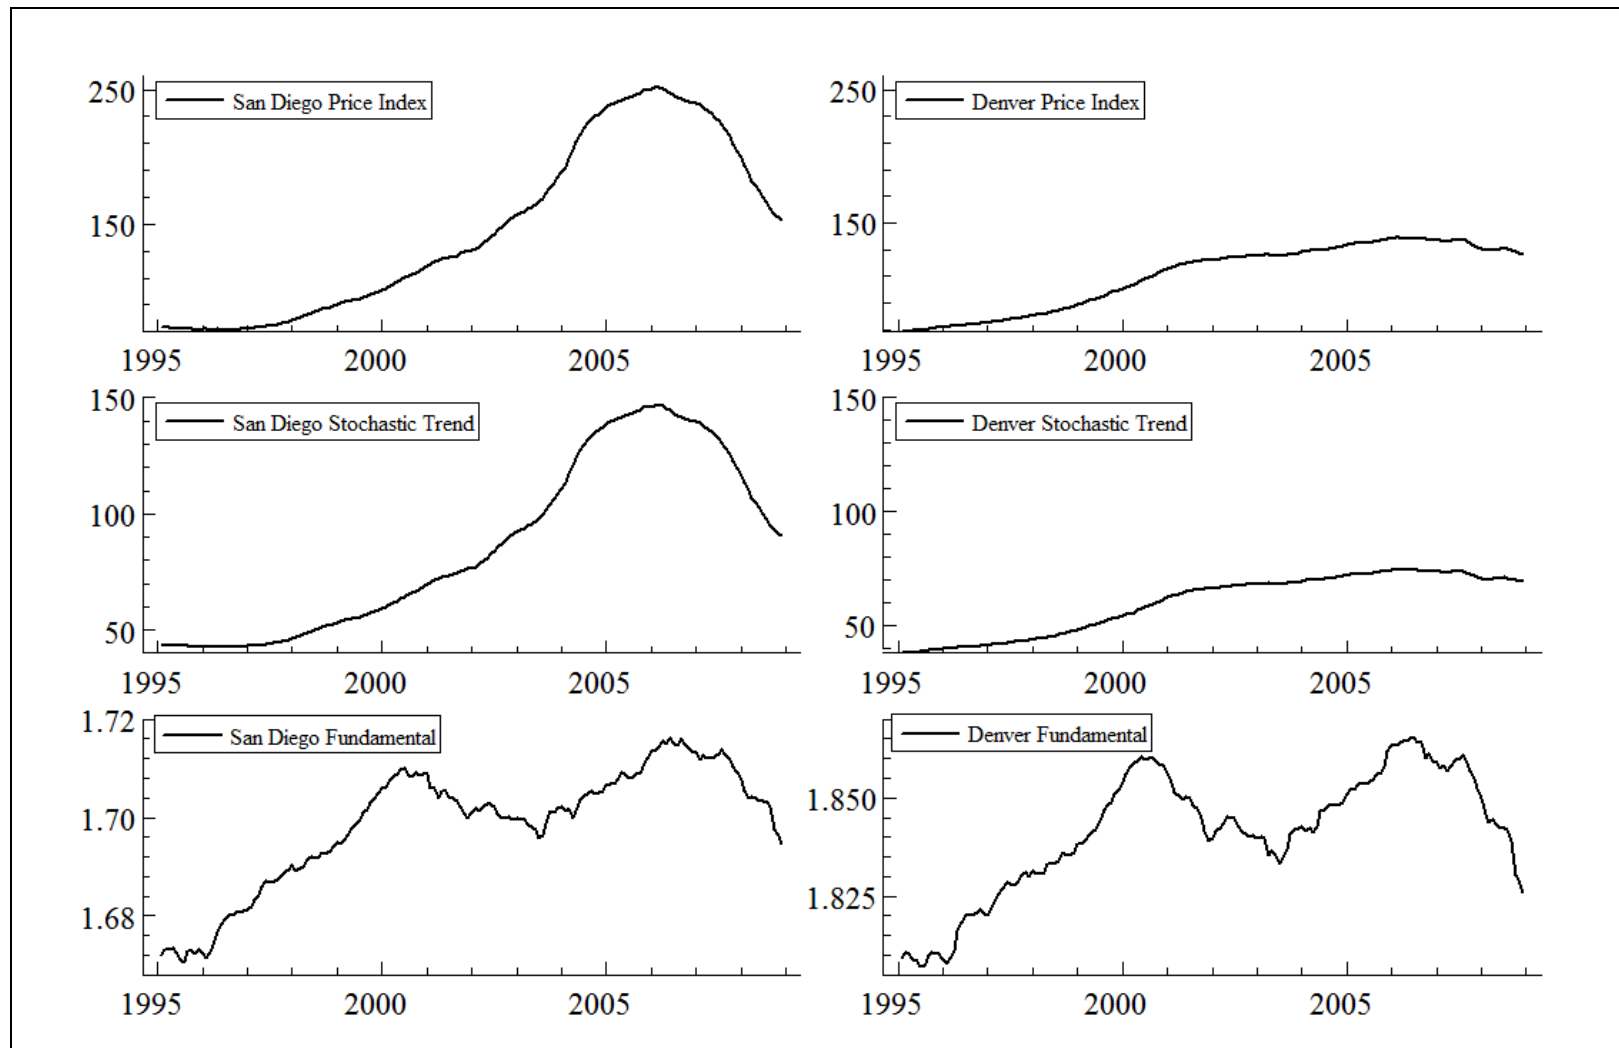 250
San Diego Price Index
150
1995 2000 2005
250
Denver Price Index
150
1995 2000 2005
150
San Diego Stochastic Trend
100
50
1995 2000 2005
150
Denver Stochastic Trend
100
50
1995 2000 2005
1.72
San Diego Fundamental
1.70
1.68
1995 2000 2005
Denver Fundamental
1.850
1.825
1995 2000 2005